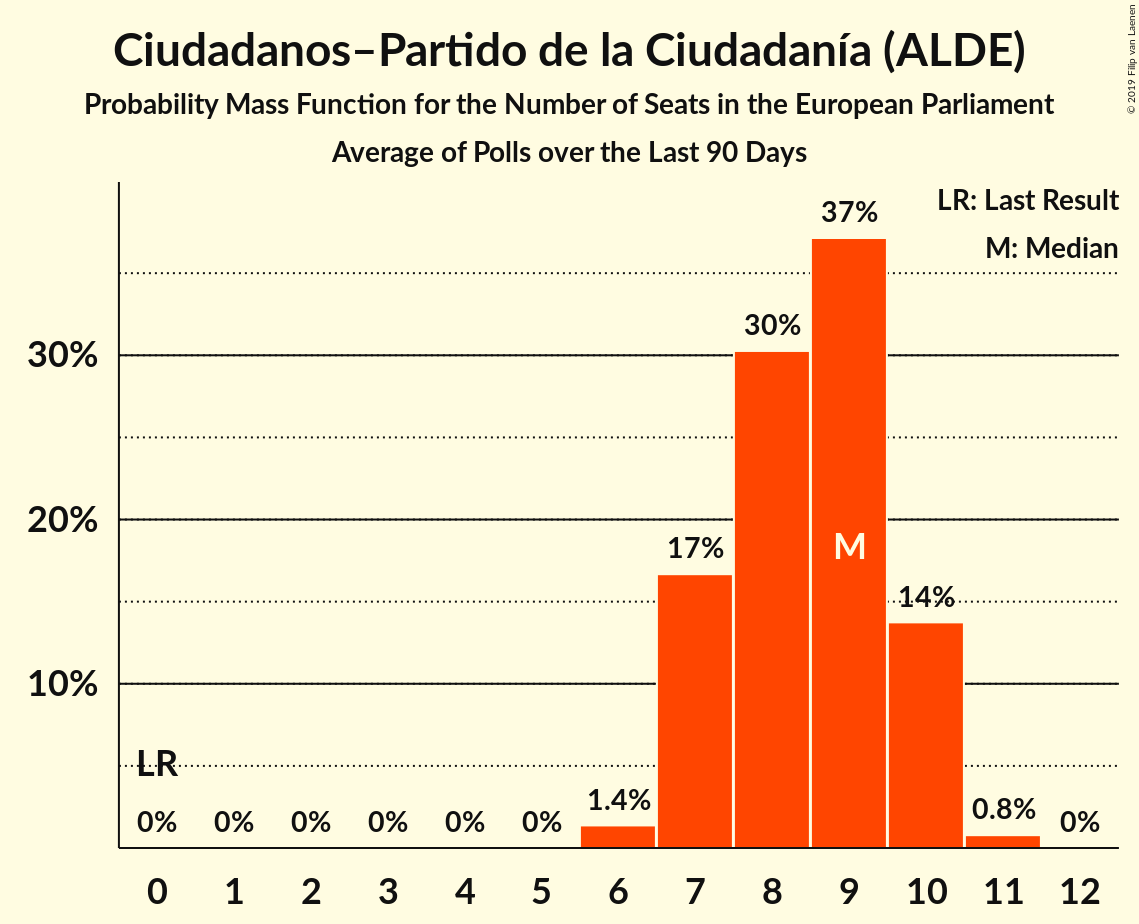 Ciudadanos–Partido de la Ciudadanía (ALDE)
Probability Mass Function for the Number of Seats in the European Parliament
Average of Polls over the Last 90 Days
© 2019 Filip van Laenen
LR: Last Result
M: Median
37%
30%
30%
20%
17%
M
14%
10%
LR
0%
0%
0%
0%
0%
0%
1.4%
0.8%
0%
0 1 2 3 4 5 6 7 8 9 10 11 12